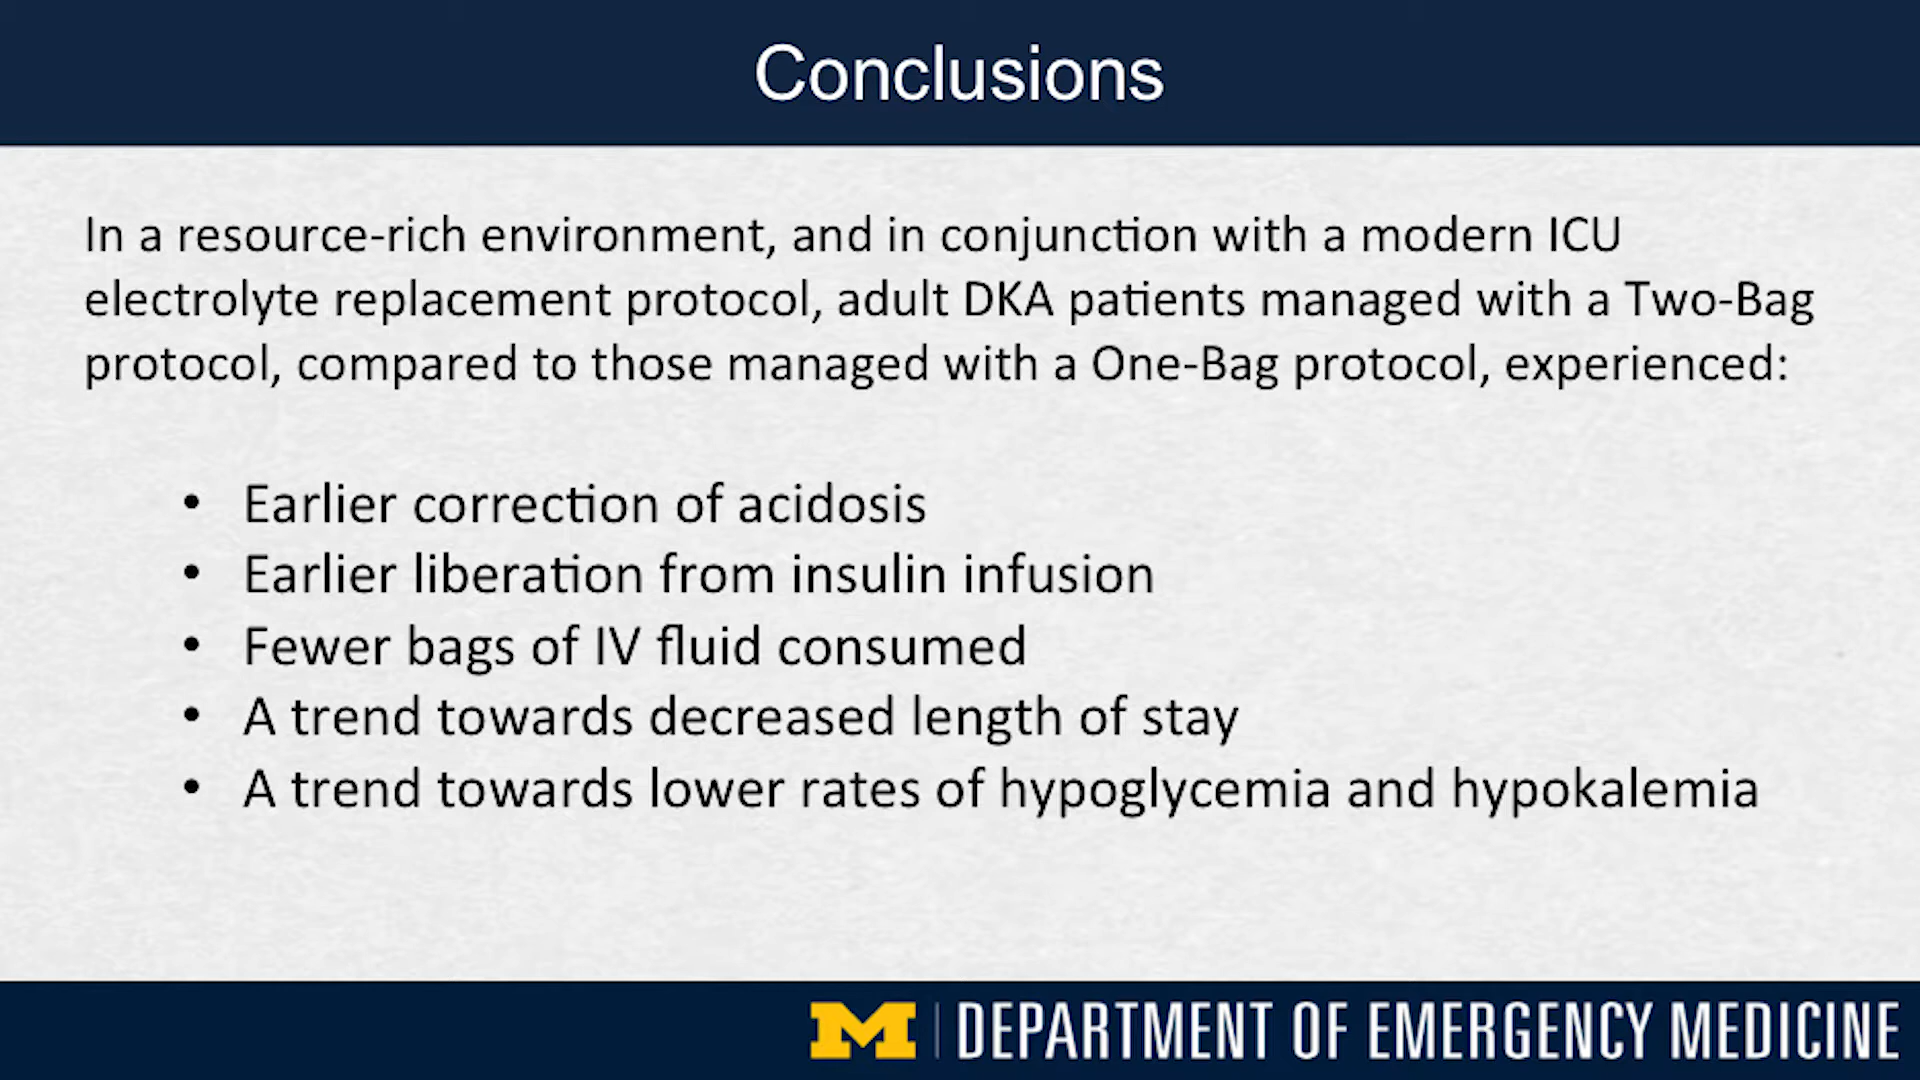 Conclusions
In a resource-rich environment, and in conjunction with a modern ICU
electrolyte replacement protocol, adult DKA patients managed with a Two-Bag
protocol, compared to those managed with a One-Bag protocol, experienced:
• Earlier correction of acidosis
• Earlier liberation from insulin infusion
• Fewer bags of IV fluid consumed
• A trend towards decreased length of stay
• A trend towards lower rates of hypoglycemia and hypokalemia
M | DEPARTMENT OF EMERGENCY MEDICINE